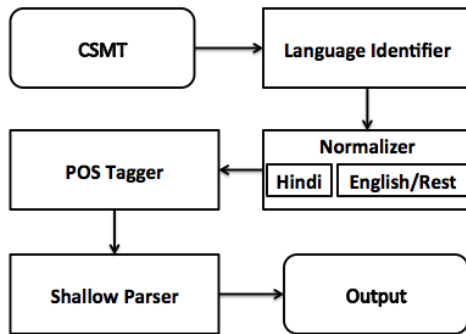 CSMT
Language Identifier
Normalizer
Hindi
English/Rest
POS Tagger
Shallow Parser
Output